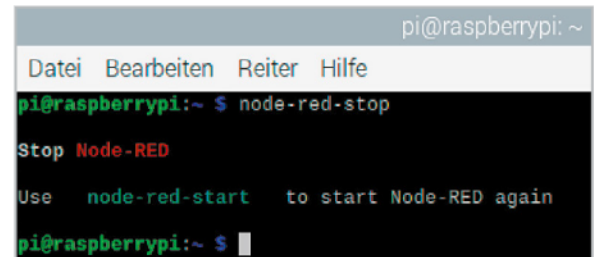 pi@raspberrypi: ~
Datei Bearbeiten Reiter Hilfe
pi@raspberrypi:~ $ node-red-stop
Stop Node-RED
Use node-red-start to start Node-RED again
pi@raspberrypi:~ $